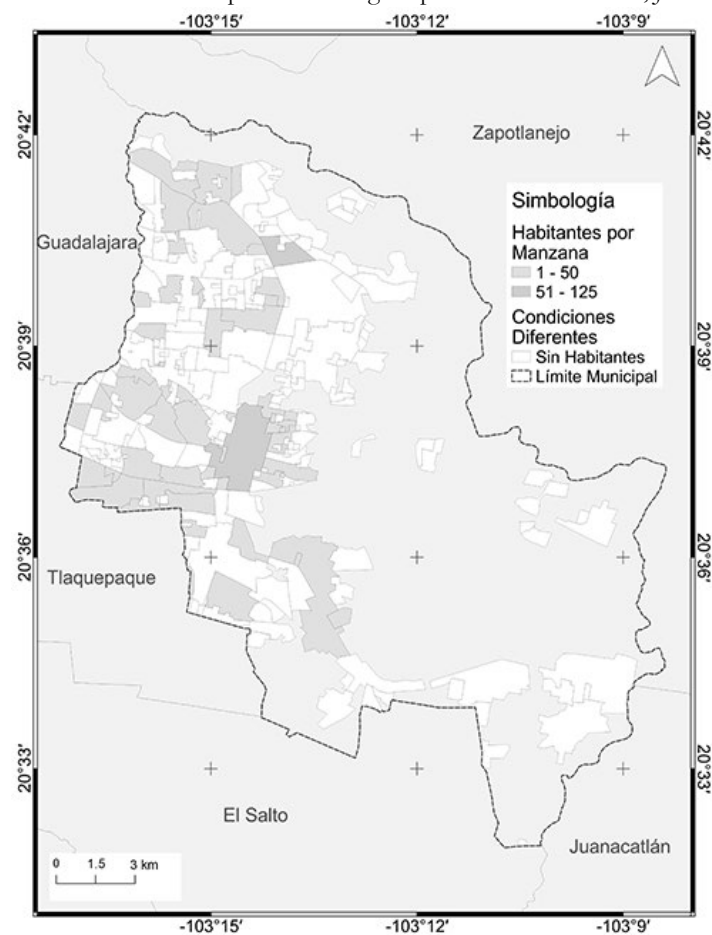 -103°15' -103°12' -103°9'
20°42' 20°42'
Zapotlanejo
Simbología
Guadalajara
Habitantes por
Manzana
1 - 50
51 - 125
Condiciones
Diferentes
20°39' 20°39'
Sin Habitantes
Límite Municipal
20°36' 20°36'
Tlaquepaque
20°33' 20°33'
El Salto
Juanacatlán
0 1.5 3 km
-103°15' -103°12' -103°9'